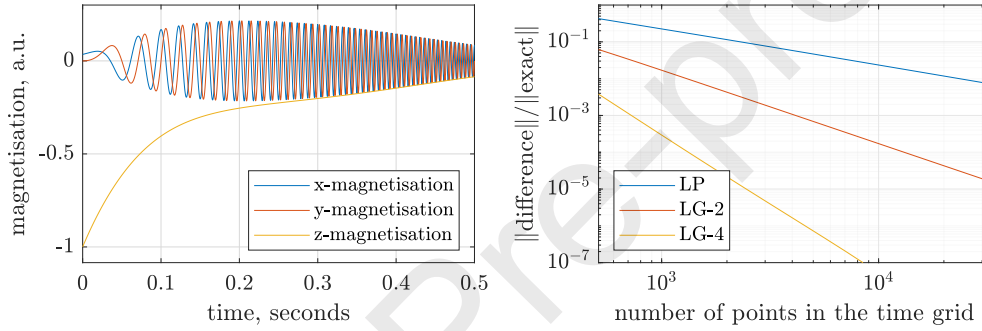 magnetisation, a.u.
0
-0.5
-1
x-magnetisation
y-magnetisation
z-magnetisation
0
0.1
0.2
0.3
0.4
0.5
time, seconds
||difference||/||exact||
10^-1
10^-3
10^-5
10^-7
LP
LG-2
LG-4
10^3
10^4
number of points in the time grid
Pre-pro